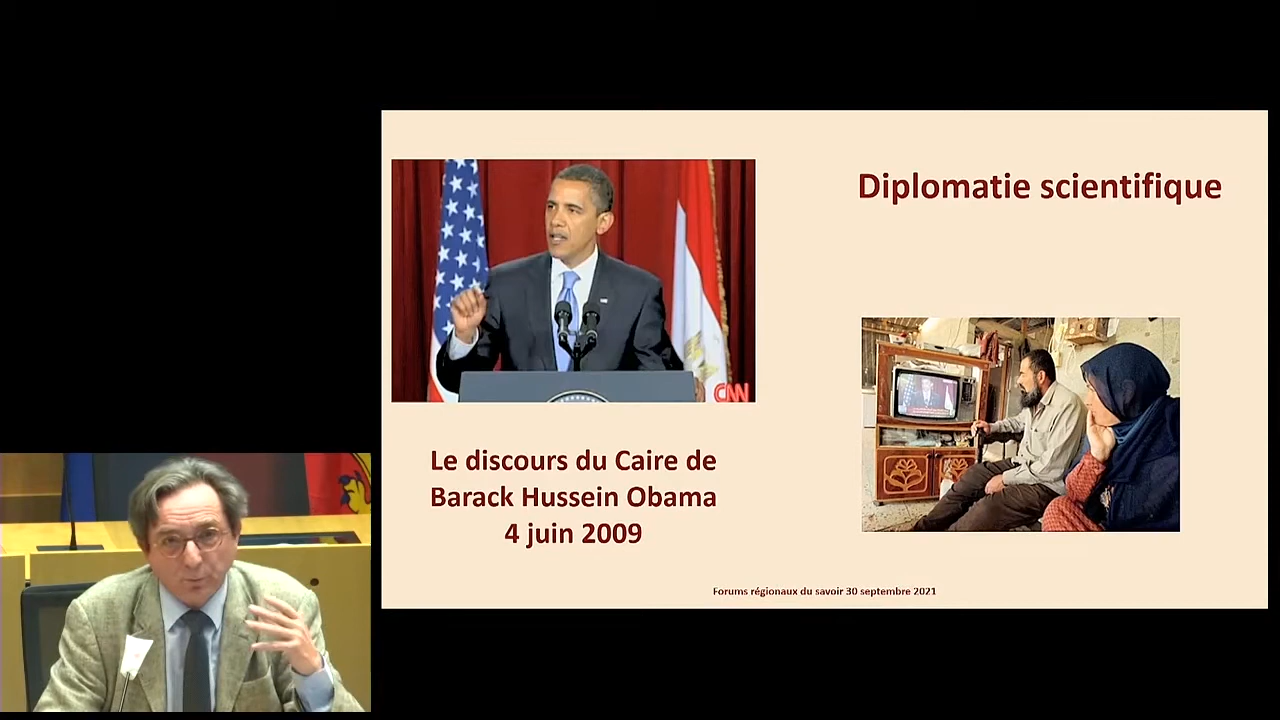 Diplomatie scientifique
CNN
Le discours du Caire de
Barack Hussein Obama
4 juin 2009
Forums régionaux du savoir 30 septembre 2021